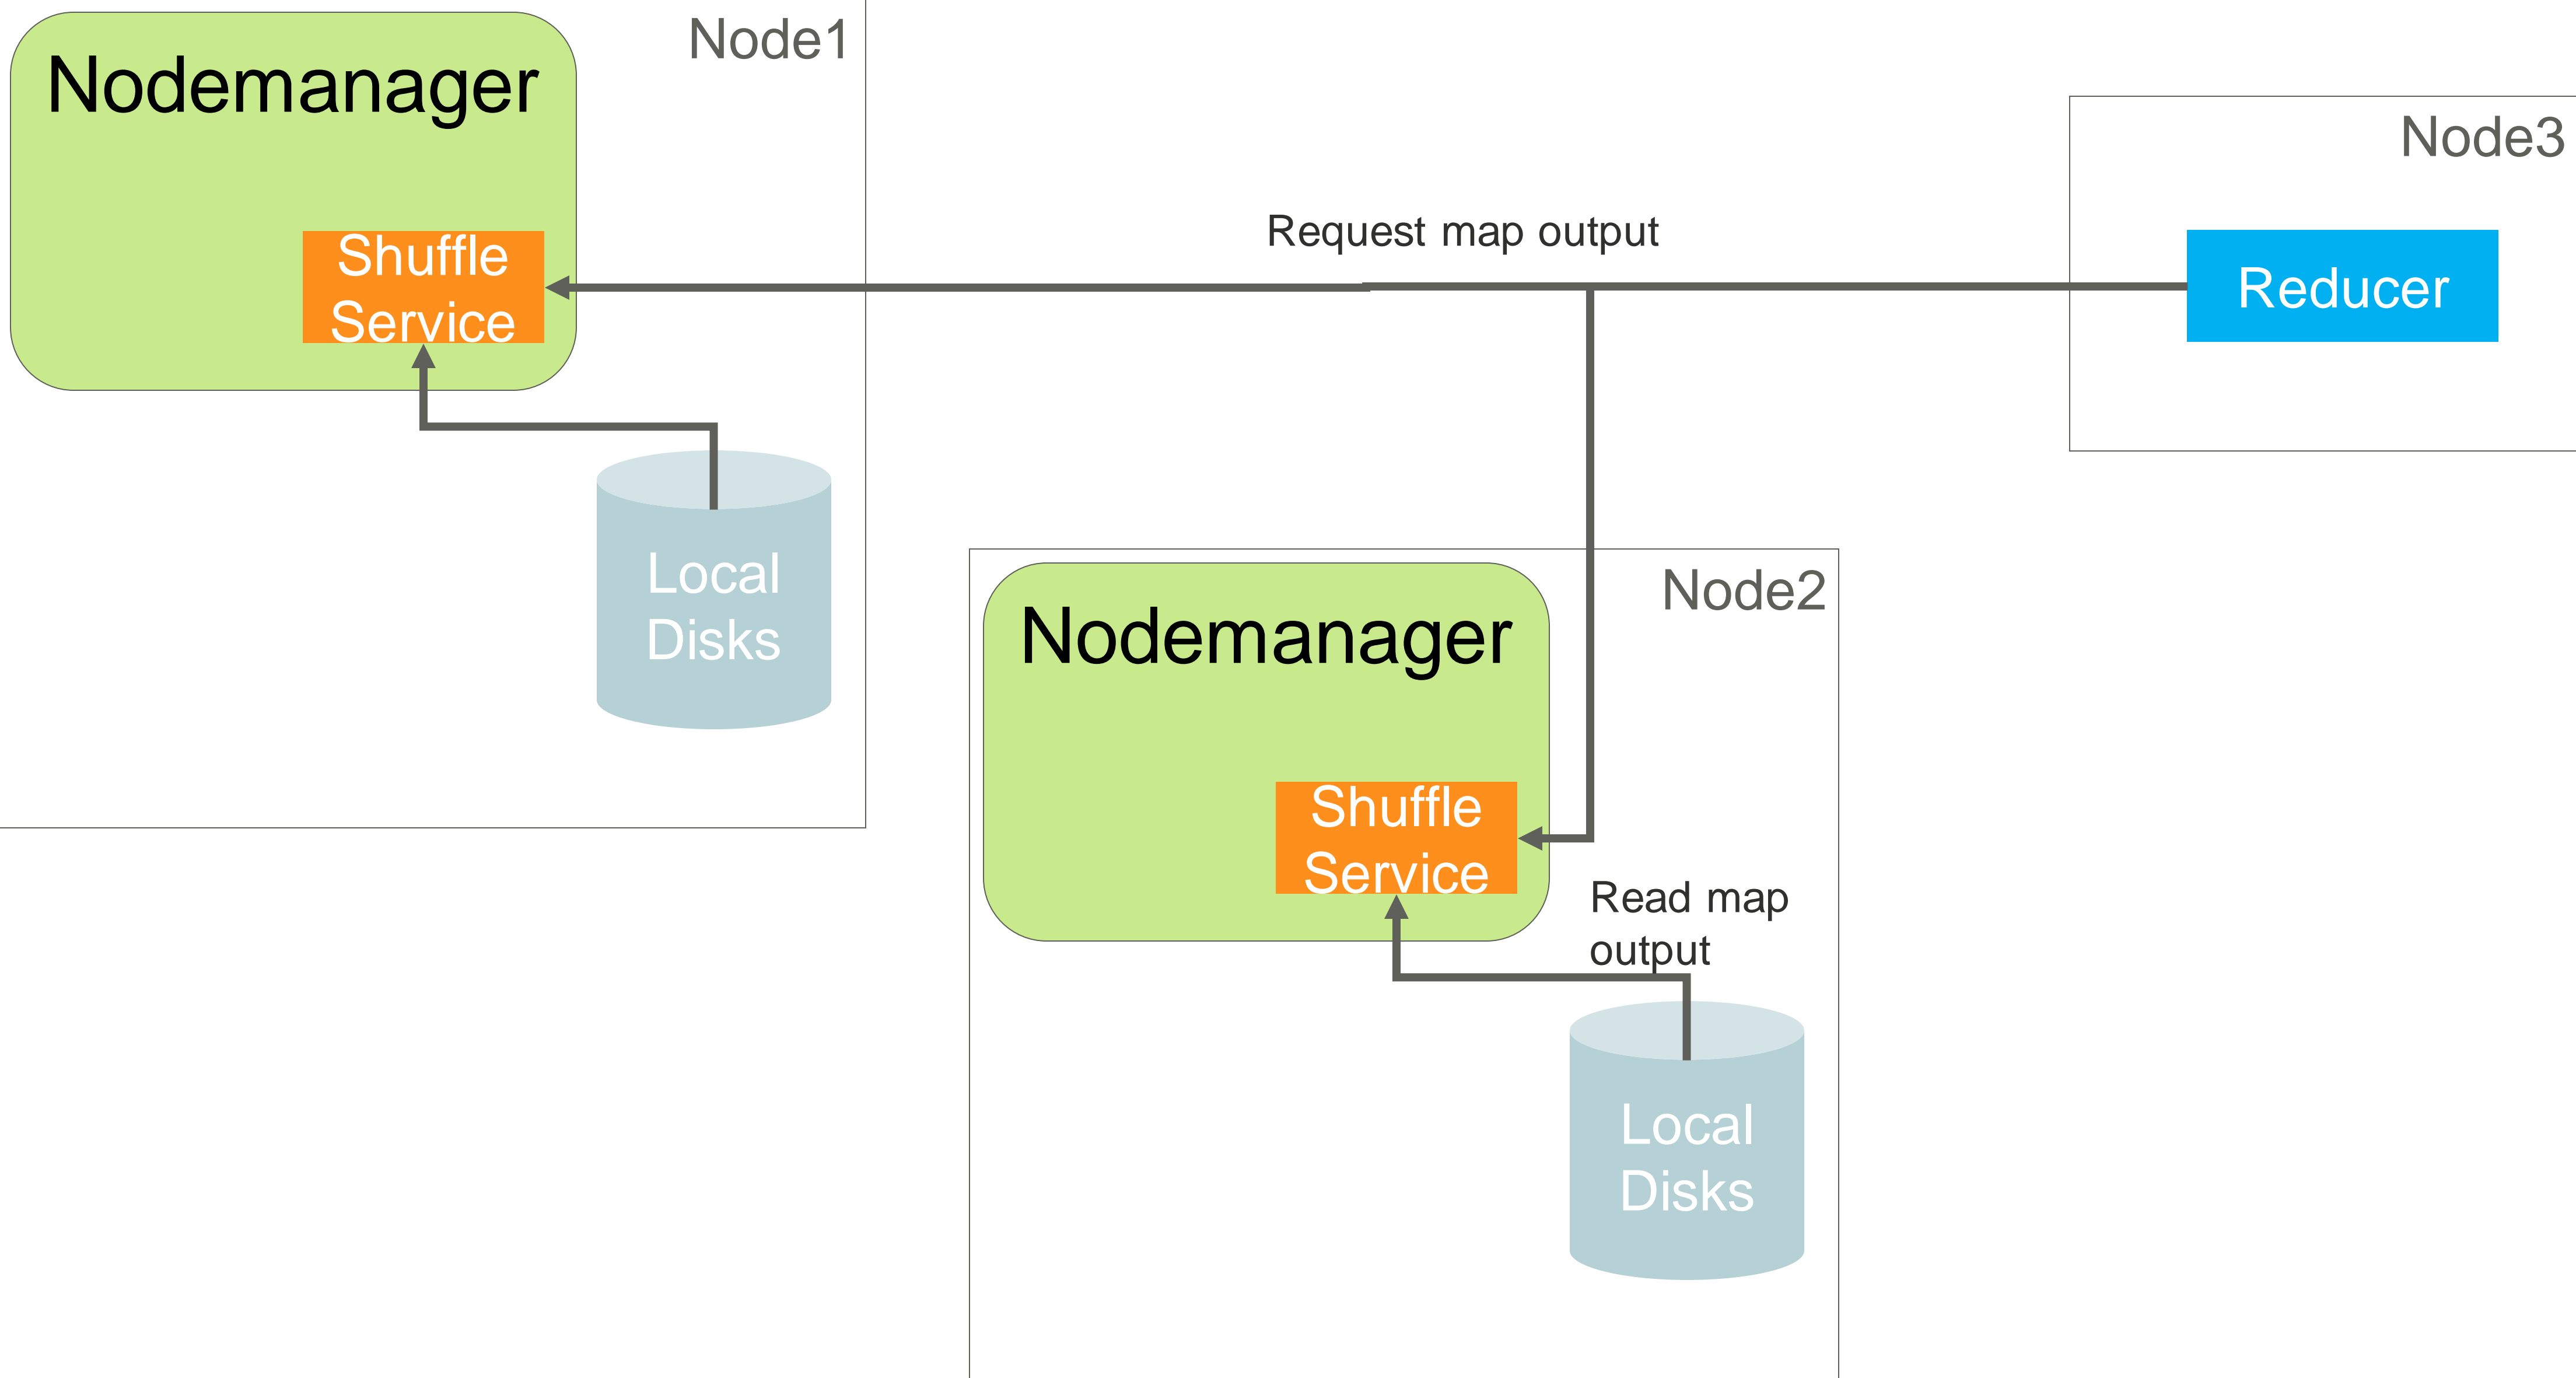 Node1
Nodemanager
Shuffle
Service
Local
Disks
Request map output
Node3
Reducer
Node2
Nodemanager
Shuffle
Service
Read map
output
Local
Disks